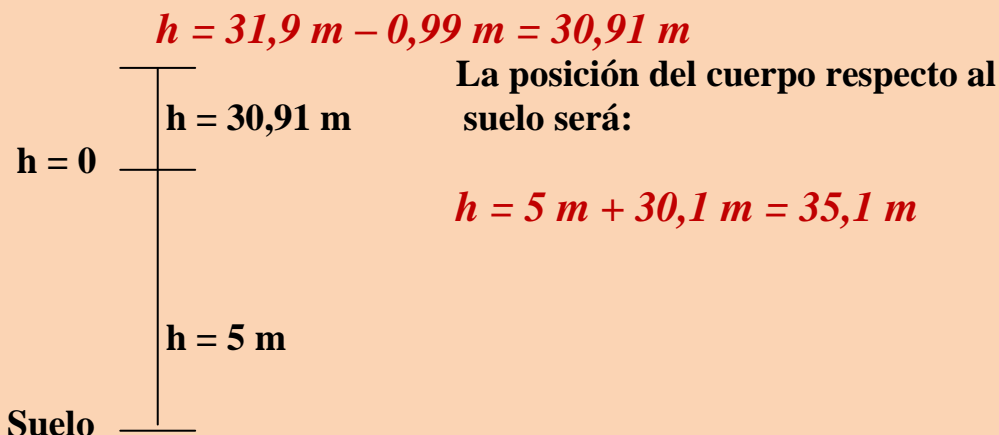 h = 31,9 m – 0,99 m = 30,91 m
La posición del cuerpo respecto al
h = 30,91 m
suelo será:
h = 0
h = 5 m + 30,1 m = 35,1 m
h = 5 m
Suelo